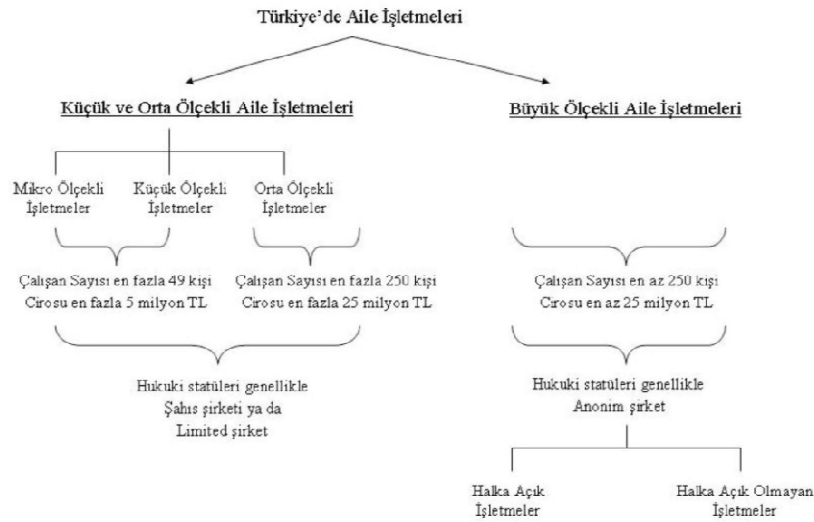 Türkiye'de Aile İşletmeleri
Küçük ve Orta Ölçekli Aile İşletmeleri
Büyük Ölçekli Aile İşletmeleri
Mikro Ölçekli
İşletmeler
Küçük Ölçekli
İşletmeler
Orta Ölçekli
İşletmeler
Çalışan Sayısı en fazla 49 kişi
Cirosu en fazla 5 milyon TL
Çalışan Sayısı en fazla 250 kişi
Cirosu en fazla 25 milyon TL
Çalışan Sayısı en az 250 kişi
Cirosu en az 25 milyon TL
Hukuki statüleri genellikle
Şahıs şirketi ya da
Limited şirket
Hukuki statüleri genellikle
Anonim şirket
Halka Açık
İşletmeler
Halka Açık Olmayan
İşletmeler